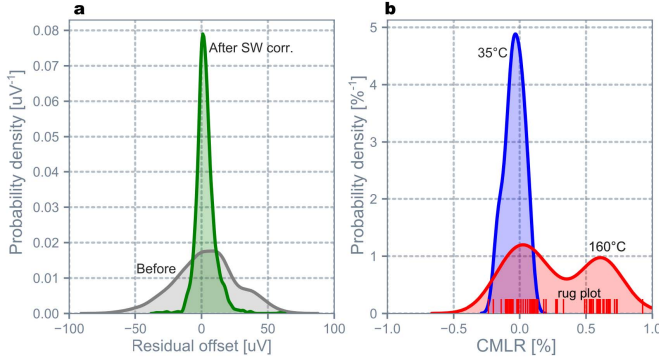 a
Probability density [uV-1]
0.08
0.07
0.06
0.05
0.04
0.03
0.02
0.01
0.00
After SW corr.
Before
−100
−50
0
50
100
Residual offset [uV]
b
Probability density [%-1]
5
4
3
2
1
0
35°C
160°C
rug plot
−1.0
−0.5
0.0
0.5
1.0
CMLR [%]